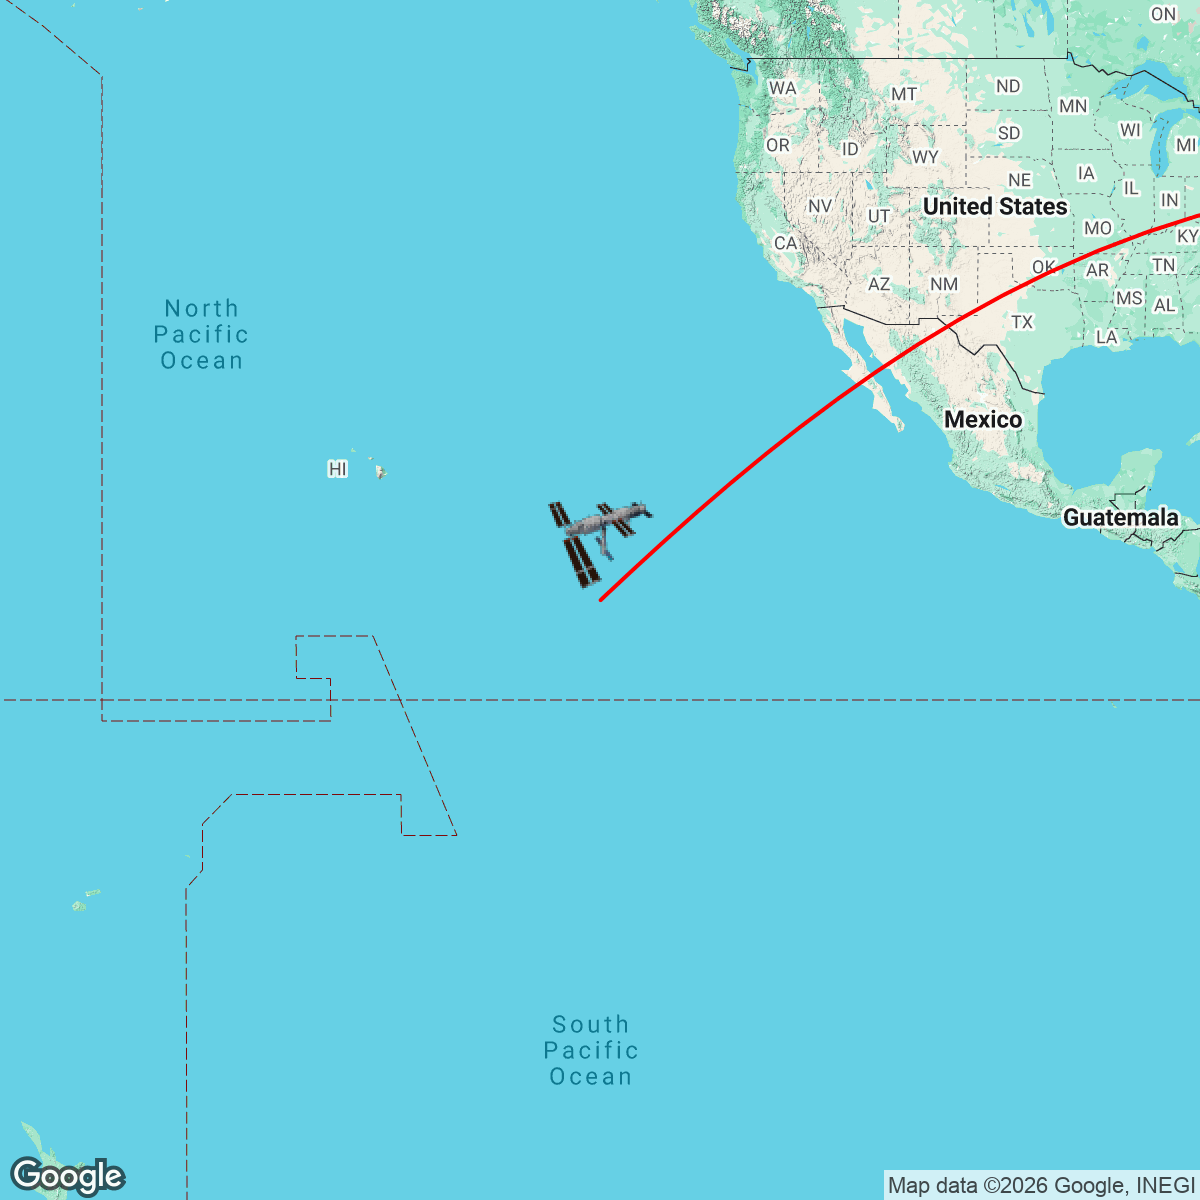 ON
WA
MT
ND
MN
OR
ID
SD
WI
MI
WY
NE
IA
IL
IN
NV
UT
United States
MO
KY
CA
OK
AR
TN
AZ
NM
MS
AL
North
Pacific
Ocean
TX
LA
Mexico
HI
Guatemala
South
Pacific
Ocean
Google
Map data ©2026 Google, INEGI